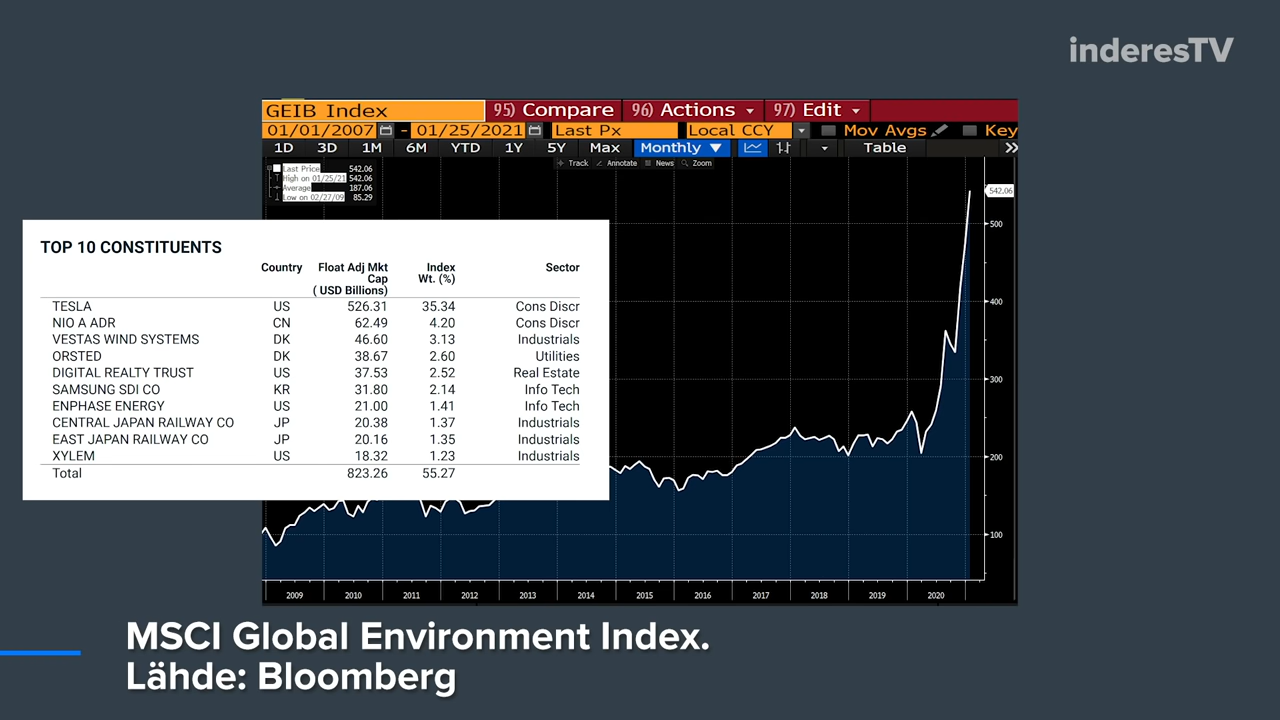 inderesTV
GEIB Index 95) Compare 96) Actions 97) Edit
01/01/2007 - 01/25/2021 Last Px Local CCY Mov Avgs Key
1D 3D 1M 6M YTD 1Y 5Y Max Monthly ▼ Table »
Track Annotate News Zoom
Last Price 542.06
High on 01/25/21 542.06
Average 187.06
Low on 02/27/09 85.29
542.06
500
400
300
200
100
TOP 10 CONSTITUENTS
Country Float Adj Mkt Cap ( USD Billions) Index Wt. (%) Sector
TESLA US 526.31 35.34 Cons Discr
NIO A ADR CN 62.49 4.20 Cons Discr
VESTAS WIND SYSTEMS DK 46.60 3.13 Industrials
ORSTED DK 38.67 2.60 Utilities
DIGITAL REALTY TRUST US 37.53 2.52 Real Estate
SAMSUNG SDI CO KR 31.80 2.14 Info Tech
ENPHASE ENERGY US 21.00 1.41 Info Tech
CENTRAL JAPAN RAILWAY CO JP 20.38 1.37 Industrials
EAST JAPAN RAILWAY CO JP 20.16 1.35 Industrials
XYLEM US 18.32 1.23 Industrials
Total 823.26 55.27
2009 2010 2011 2012 2013 2014 2015 2016 2017 2018 2019 2020
MSCI Global Environment Index.
Lähde: Bloomberg